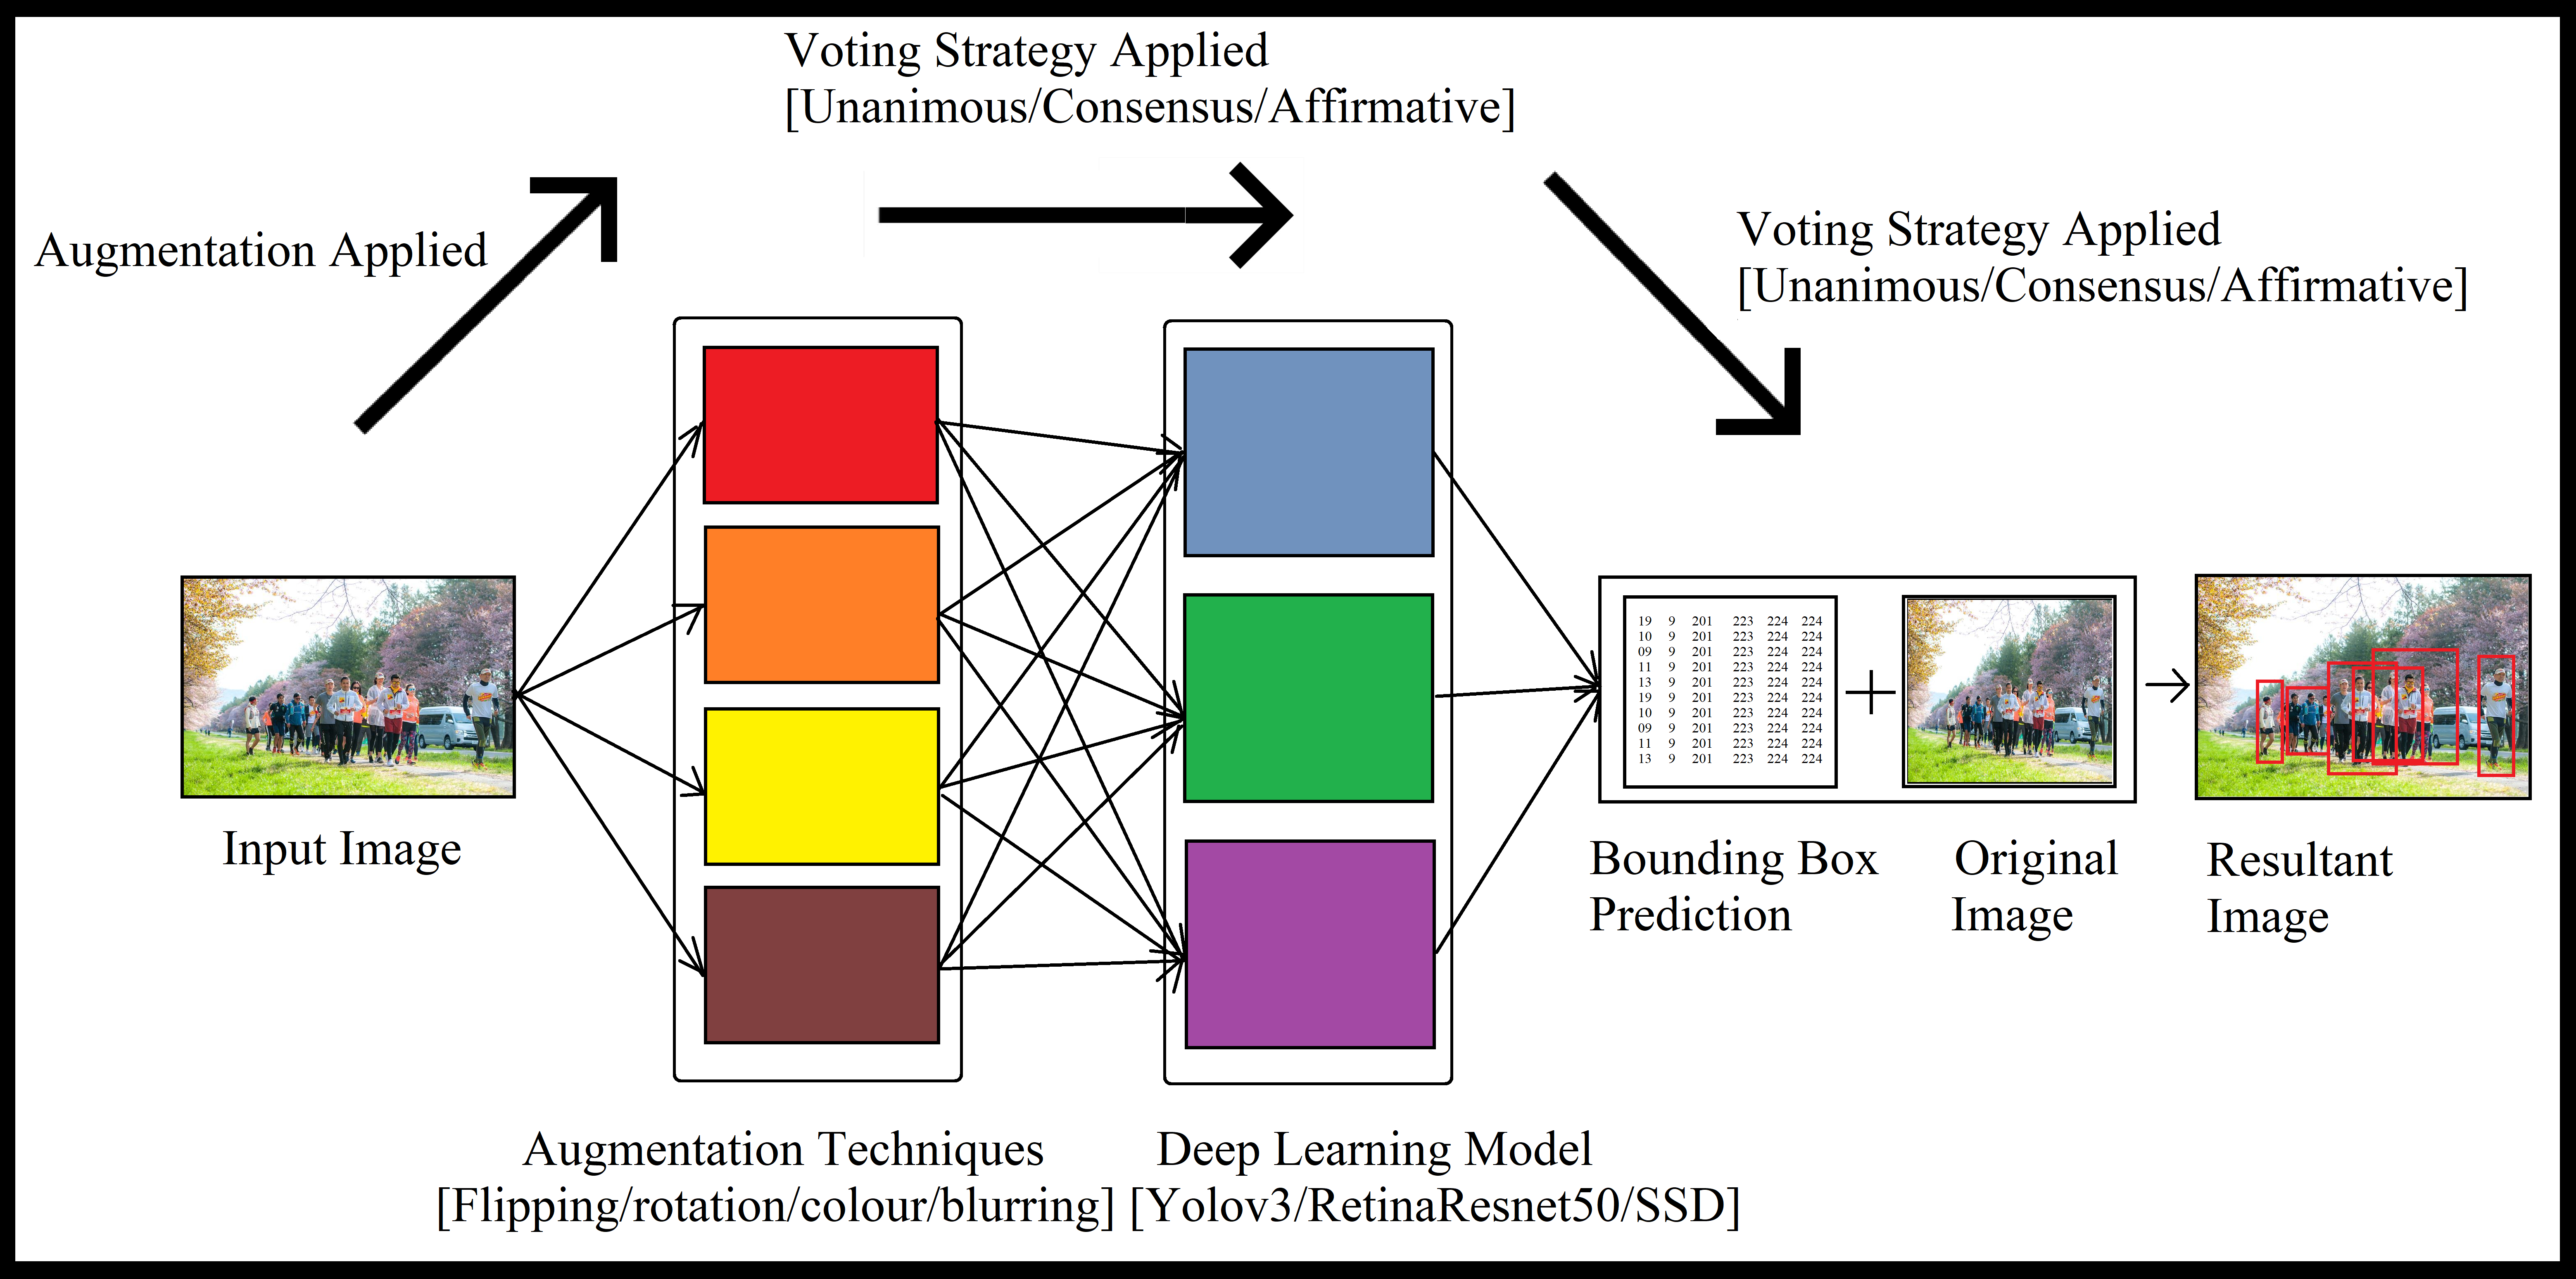 Voting Strategy Applied
[Unanimous/Consensus/Affirmative]
Augmentation Applied
Voting Strategy Applied
[Unanimous/Consensus/Affirmative]
19 9 201 223 224 224
10 9 201 223 224 224
09 9 201 223 224 224
11 9 201 223 224 224
13 9 201 223 224 224
19 9 201 223 224 224
10 9 201 223 224 224
09 9 201 223 224 224
11 9 201 223 224 224
13 9 201 223 224 224
+
Input Image
Bounding Box
Prediction
Original
Image
Resultant
Image
Augmentation Techniques
[Flipping/rotation/colour/blurring]
Deep Learning Model
[Yolov3/RetinaResnet50/SSD]